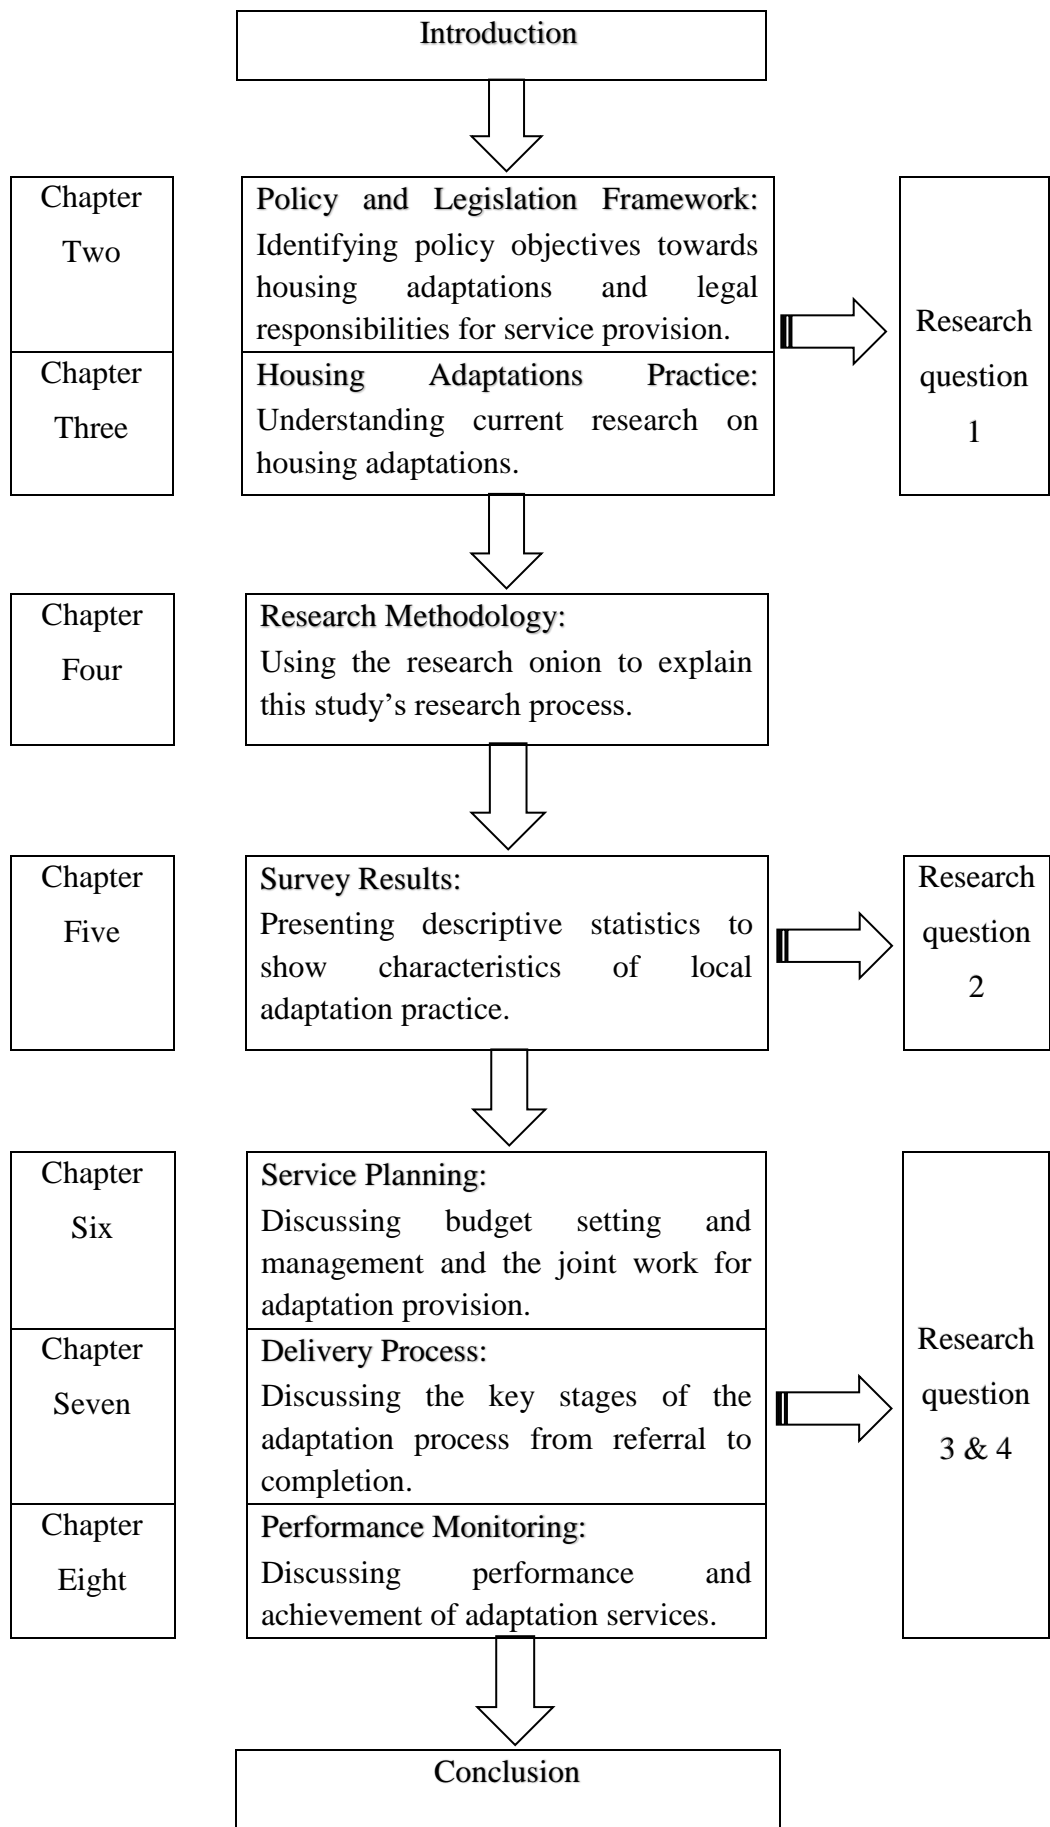 Introduction
Chapter
Two
Policy and Legislation Framework:
Identifying policy objectives towards
housing adaptations and legal
responsibilities for service provision.
Chapter
Three
Housing Adaptations Practice:
Understanding current research on
housing adaptations.
Research
question
1
Chapter
Four
Research Methodology:
Using the research onion to explain
this study’s research process.
Chapter
Five
Survey Results:
Presenting descriptive statistics to
show characteristics of local
adaptation practice.
Research
question
2
Chapter
Six
Service Planning:
Discussing budget setting and
management and the joint work for
adaptation provision.
Chapter
Seven
Delivery Process:
Discussing the key stages of the
adaptation process from referral to
completion.
Chapter
Eight
Performance Monitoring:
Discussing performance and
achievement of adaptation services.
Research
question
3 & 4
Conclusion